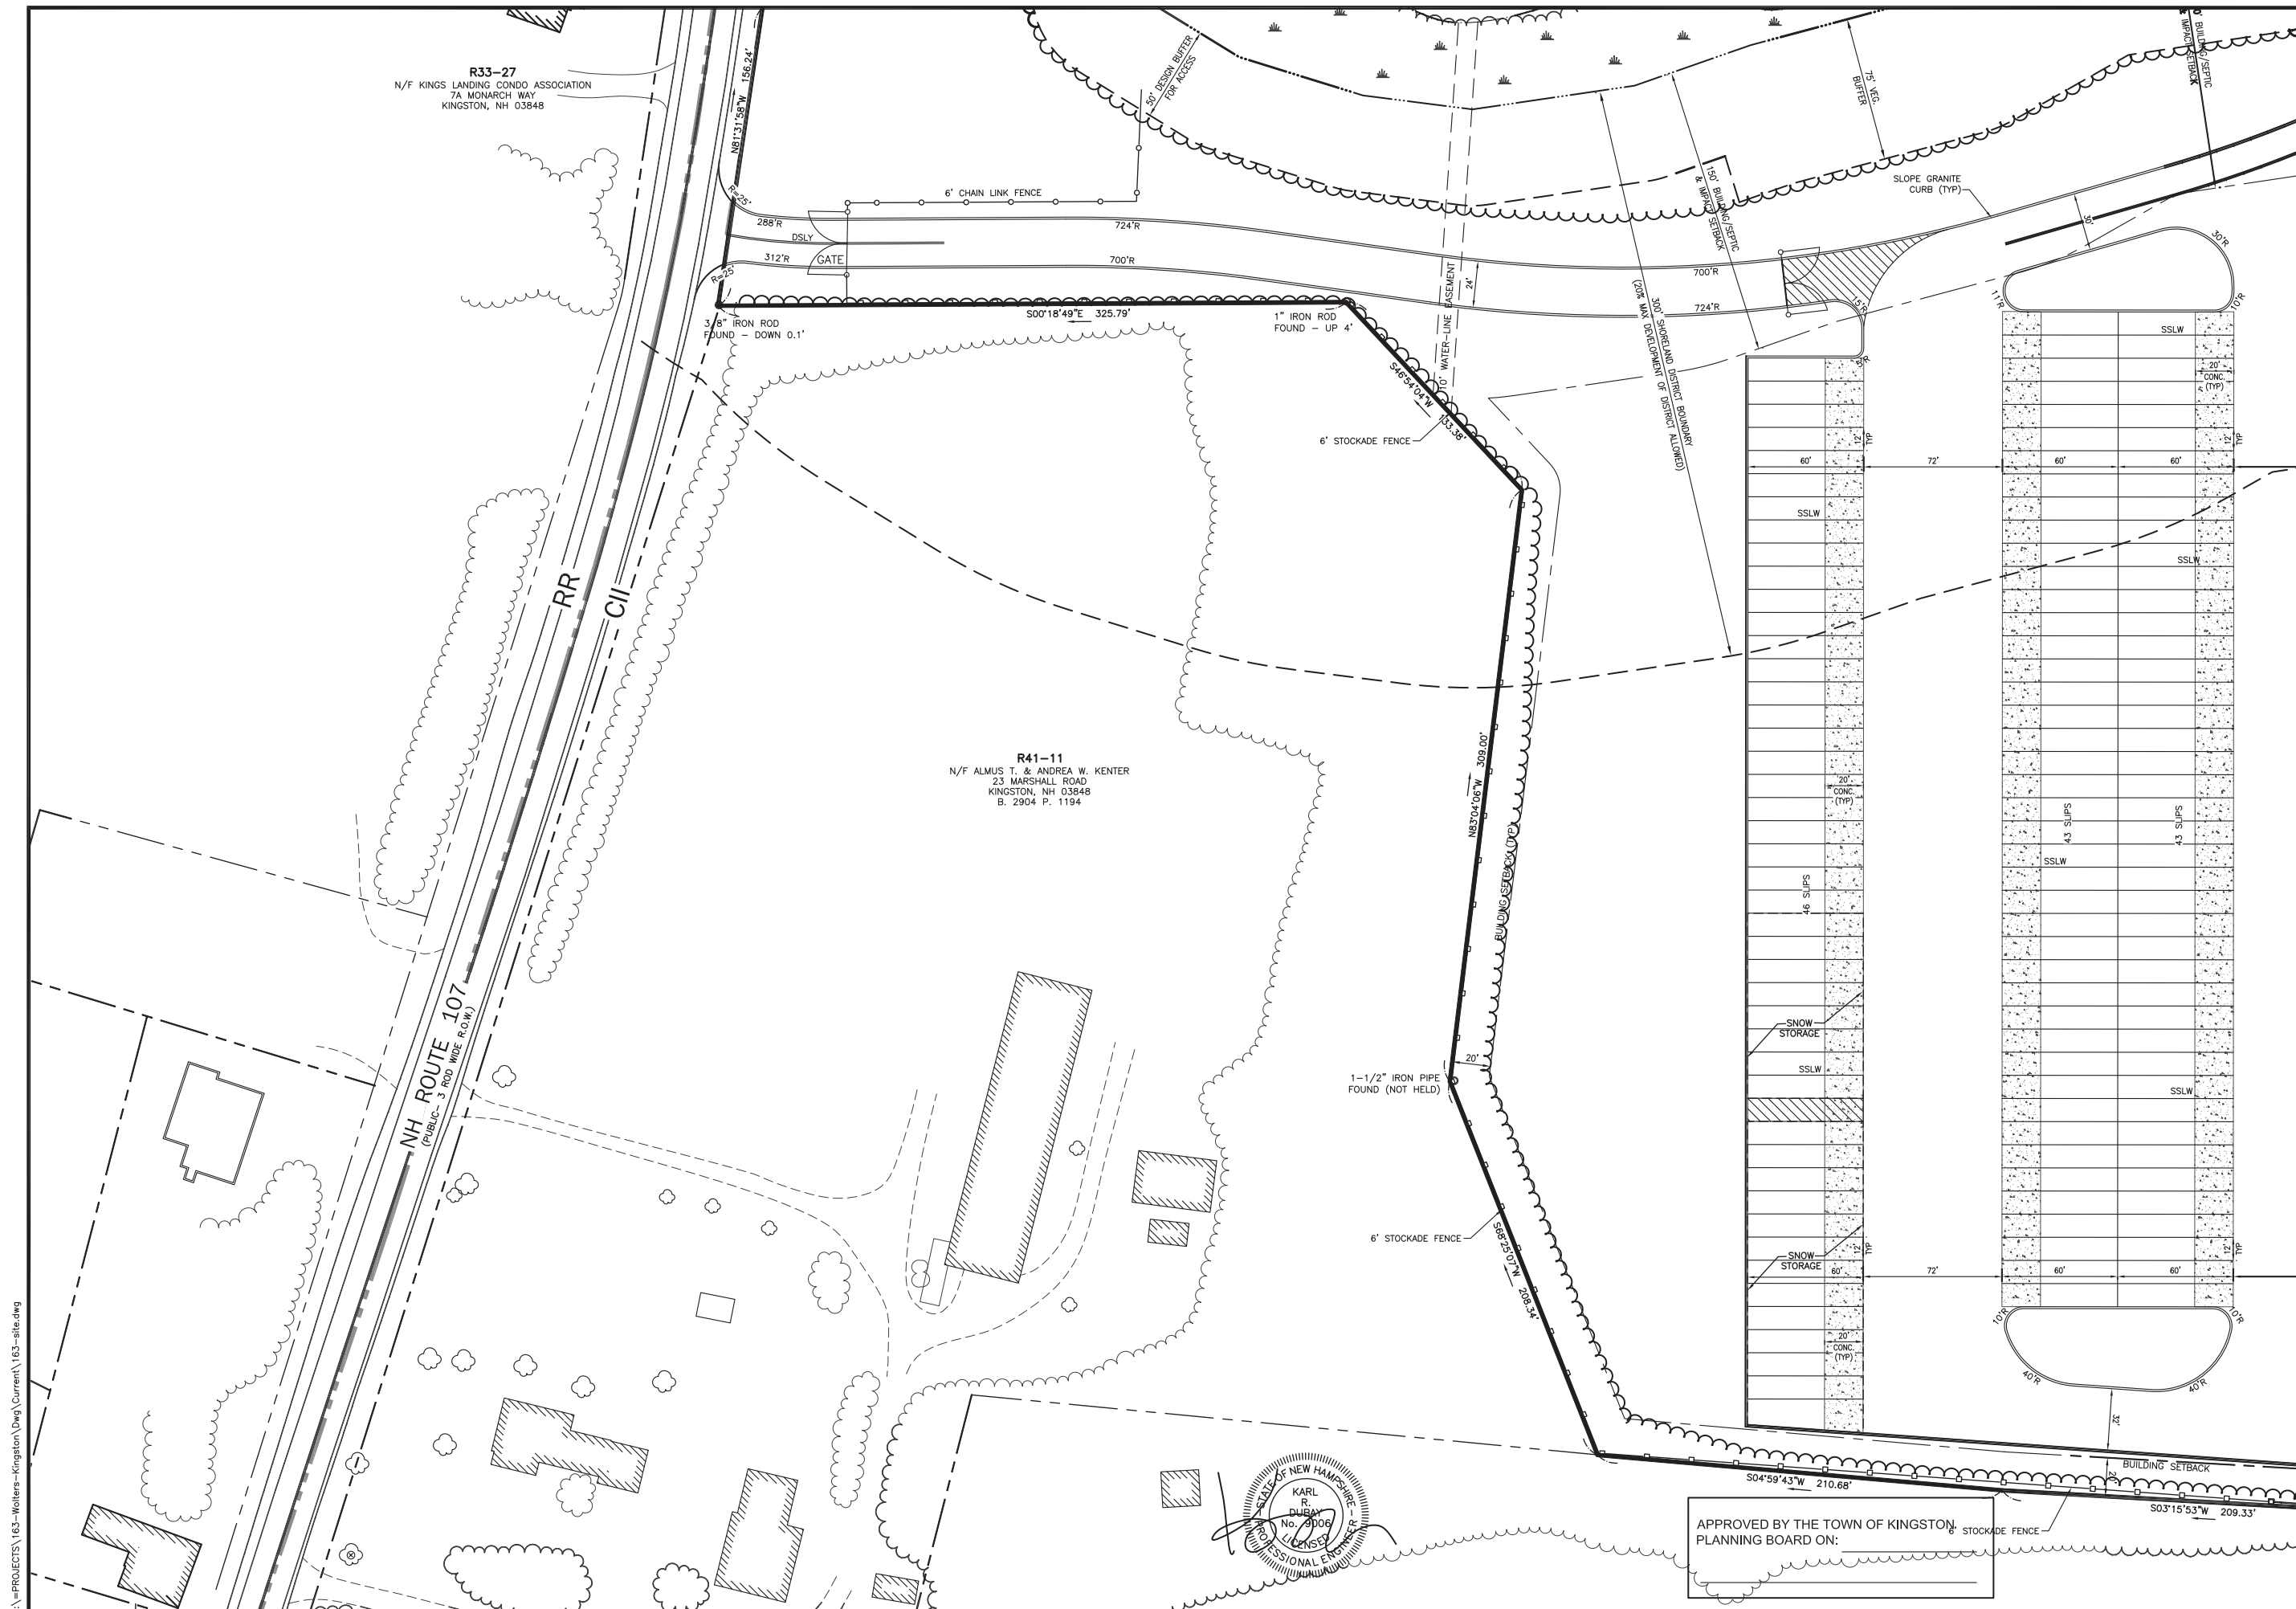 R33-27
N/F KINGS LANDING CONDO ASSOCIATION
7A MONARCH WAY
KINGSTON, NH 03848
N81°31'58"W 156.24'
50' DESIGN BUFFER
FOR ACCESS
75' VEG.
BUFFER
0' BUILDING/SEPTIC
& IMPACT SETBACK
6' CHAIN LINK FENCE
SLOPE GRANITE
CURB (TYP)
R=25'
288'R
724'R
DSLY
312'R
GATE
700'R
R=25'
24'
700'R
724'R
30'
30'R
11'R
10'R
15'R
5'R
150' BUILDING/SEPTIC
& IMPACT SETBACK
10' WATER-LINE EASEMENT
300' SHORELAND DISTRICT BOUNDARY
(20% MAX DEVELOPMENT OF DISTRICT ALLOWED)
3/8" IRON ROD
FOUND - DOWN 0.1'
S00°18'49"E 325.79'
1" IRON ROD
FOUND - UP 4'
S46°54'04"W 133.38'
6' STOCKADE FENCE
SSLW
20'
CONC.
(TYP)
12'
TYP
12'
TYP
60'
72'
60'
60'
SSLW
SSLW
RR
CII
R41-11
N/F ALMUS T. & ANDREA W. KENTER
23 MARSHALL ROAD
KINGSTON, NH 03848
B. 2904 P. 1194
N83°04'06"W 309.00'
BUILDING SETBACK (TYP)
20'
CONC.
(TYP)
46 SLIPS
43 SLIPS
43 SLIPS
SSLW
SNOW
STORAGE
SSLW
SSLW
NH ROUTE 107
(PUBLIC- 3 ROD WIDE R.O.W.)
20'
1-1/2" IRON PIPE
FOUND (NOT HELD)
6' STOCKADE FENCE
S68°25'07"W 208.34'
SNOW
STORAGE
12'
TYP
12'
TYP
60'
72'
60'
60'
20'
CONC.
(TYP)
10'R
10'R
40'R
40'R
32'
BUILDING SETBACK
20'
S04°59'43"W 210.68'
S03°15'53"W 209.33'
6' STOCKADE FENCE
STATE OF NEW HAMPSHIRE
KARL
R.
DUBAY
No. 9006
LICENSED
PROFESSIONAL ENGINEER
APPROVED BY THE TOWN OF KINGSTON
PLANNING BOARD ON:
\=PROJECTS\163-Wolters-Kingston\Dwg\Current\163-site.dwg